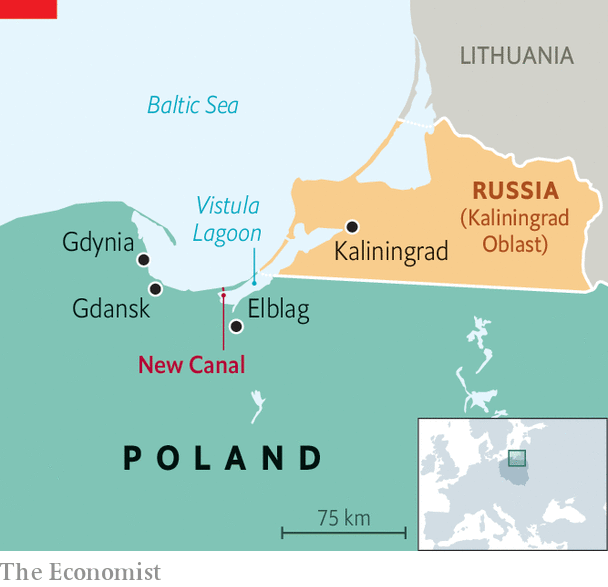 LITHUANIA
Baltic Sea
RUSSIA
(Kaliningrad
Oblast)
Vistula
Lagoon
Gdynia
Kaliningrad
Gdansk
Elblag
New Canal
POLAND
75 km
The Economist